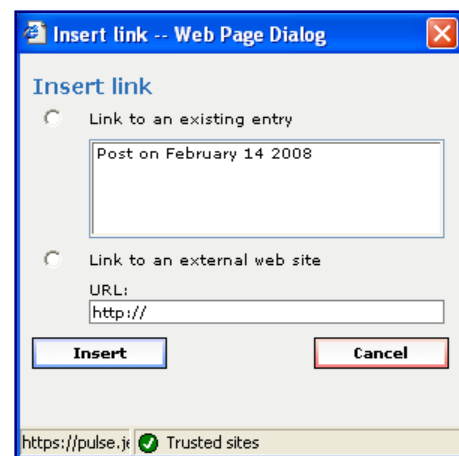 Insert link -- Web Page Dialog
Insert link
Link to an existing entry
Post on February 14 2008
Link to an external web site
URL:
http://
Insert Cancel
https://pulse.je Trusted sites